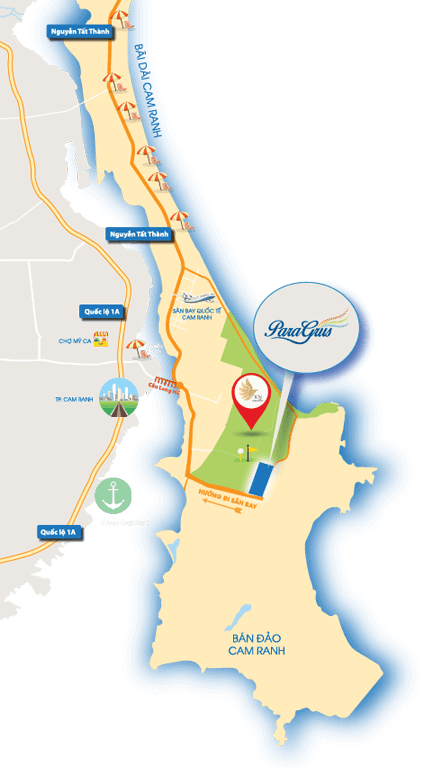 Nguyễn Tất Thành
BÃI DÀI CAM RANH
Nguyễn Tất Thành
SÂN BAY QUỐC TẾ
CAM RANH
Quốc lộ 1A
ParaGrus
CHỢ MỸ CA
Cầu Long Hồ
TP. CAM RANH
KN
HƯỚNG ĐI SÂN BAY
Quốc lộ 1A
BÁN ĐẢO
CAM RANH